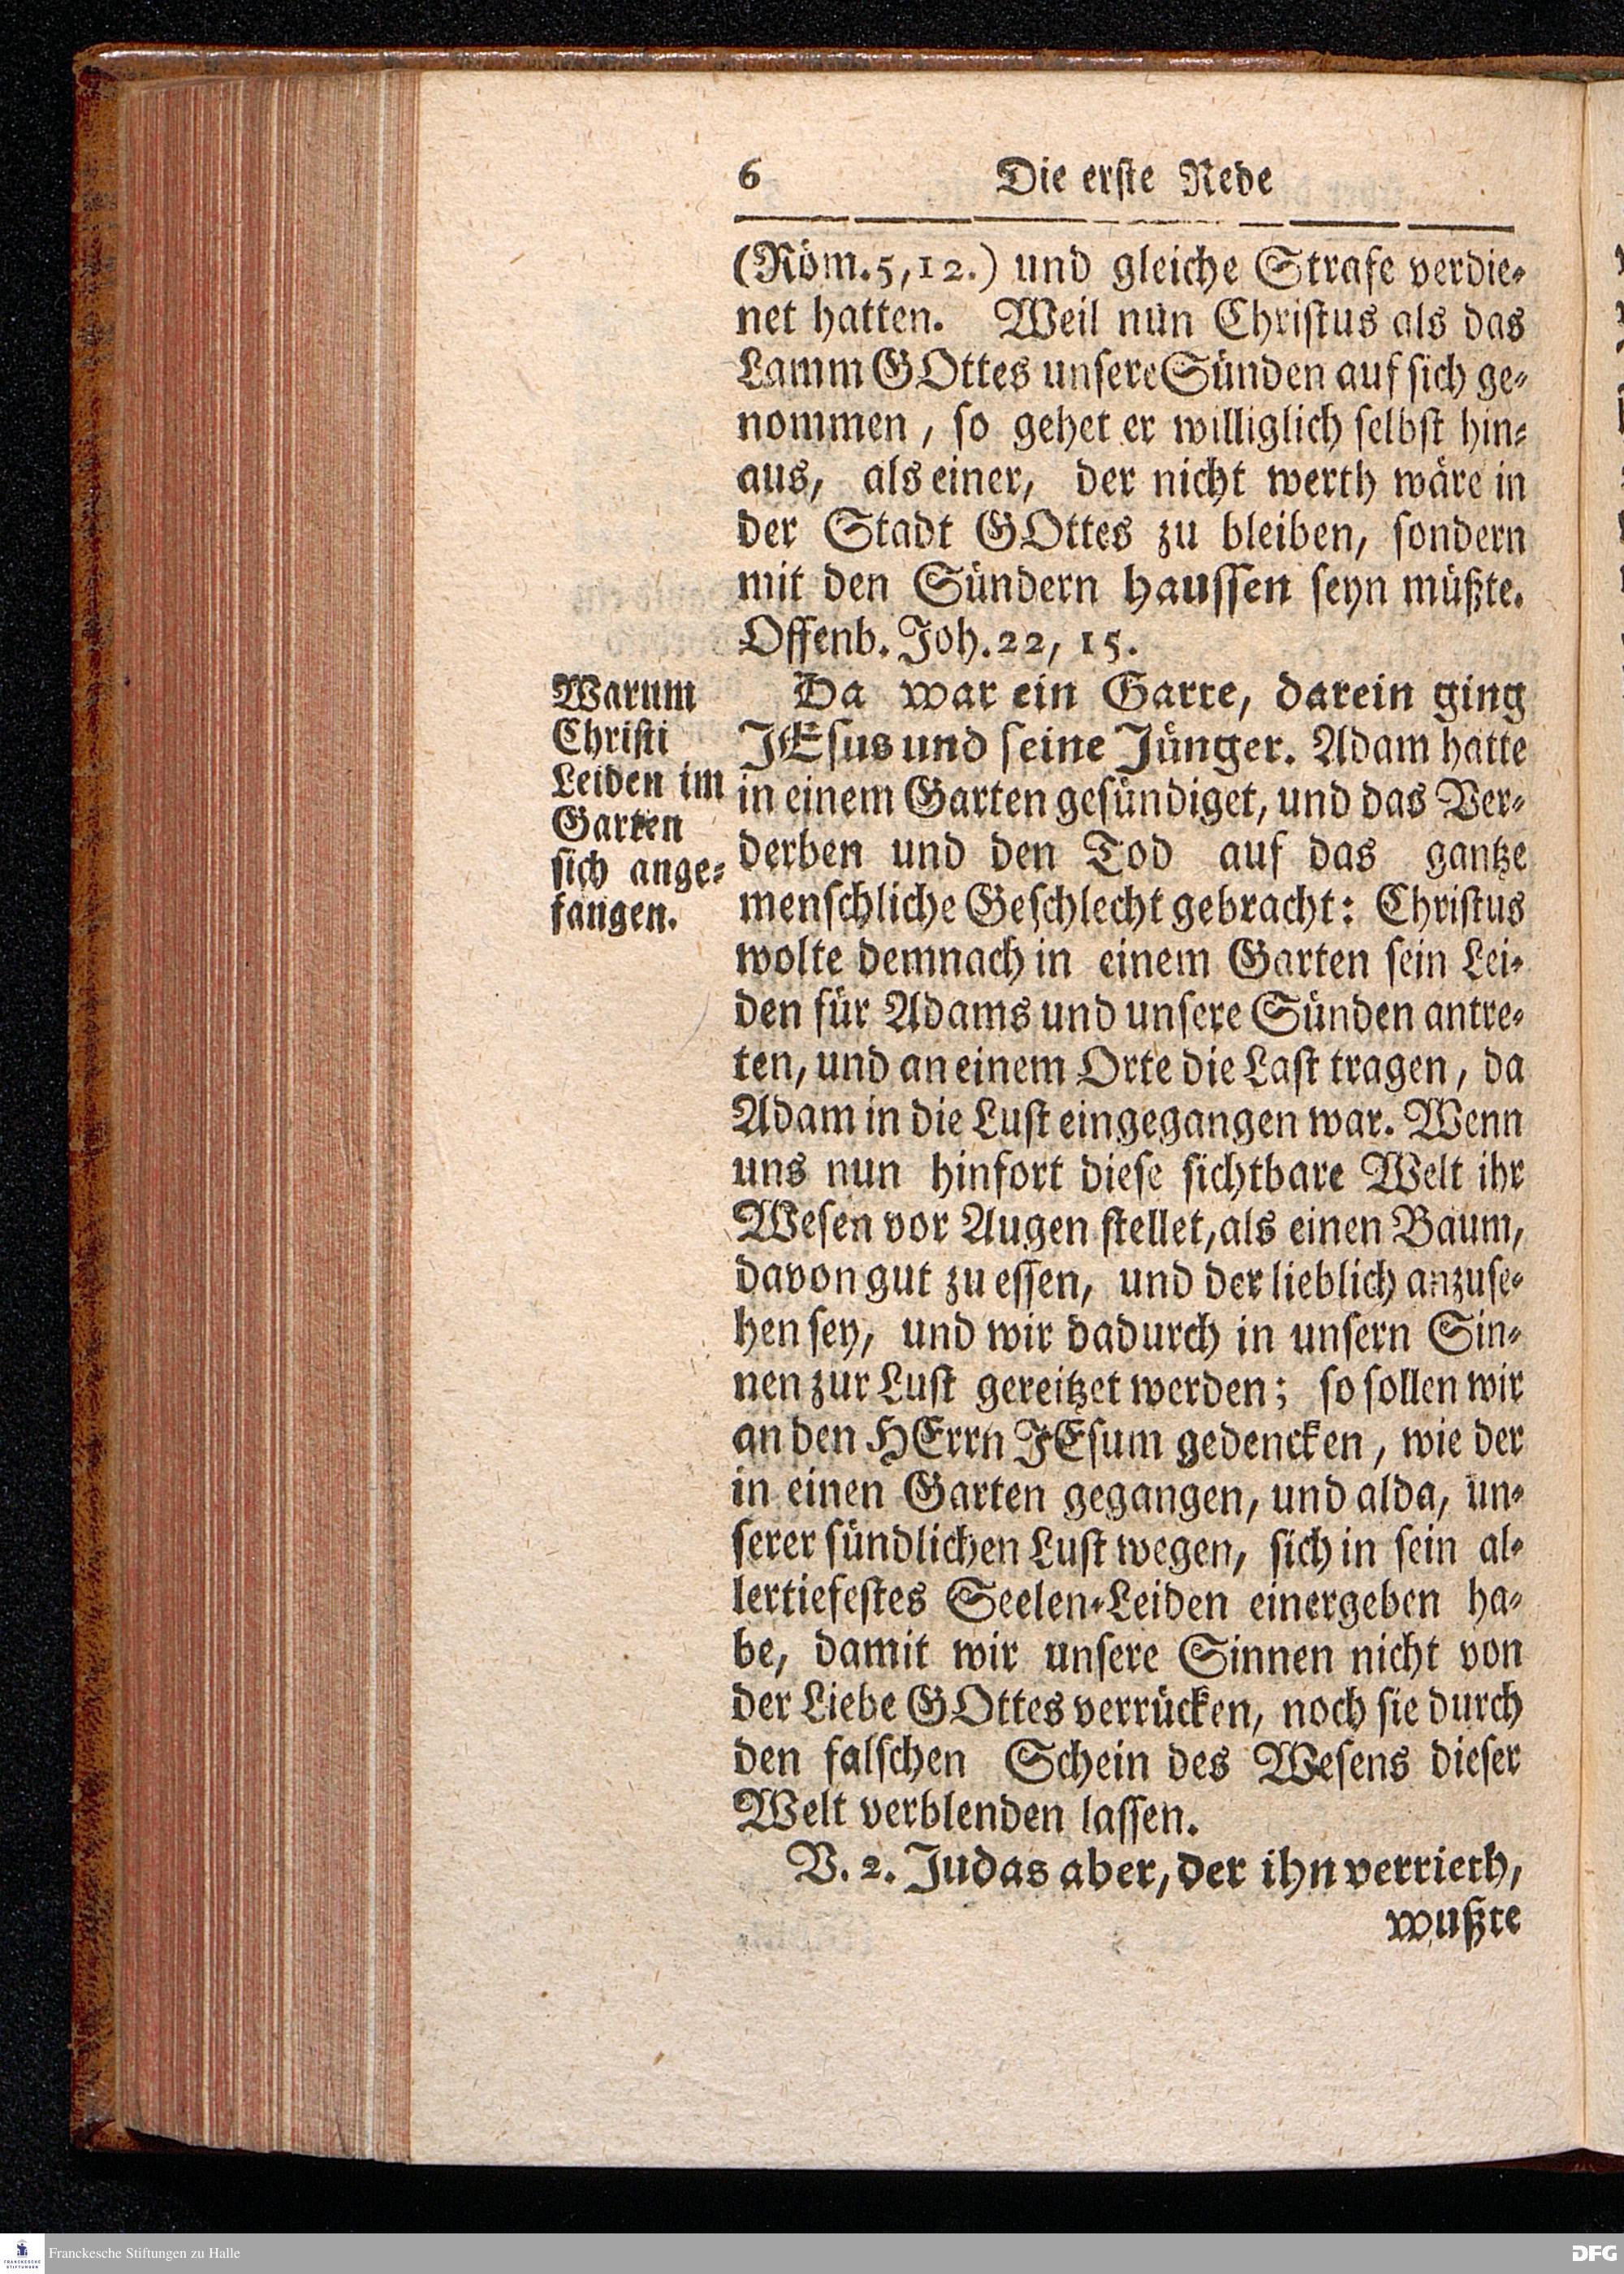 6 Die erste Rede
(Röm. 5, 12.) und gleiche Strafe verdie-
net hatten. Weil nun Christus als das
Lamm GOttes unsere Sünden auf sich ge-
nommen, so gehet er williglich selbst hin-
aus, als einer, der nicht werth wäre in
der Stadt GOttes zu bleiben, sondern
mit den Sündern haussen seyn müßte.
Offenb. Joh. 22, 15.
Warum
Christi
Leiden im
Garten
sich ange-
fangen.
Da war ein Garte, darein ging
JEsus und seine Jünger. Adam hatte
in einem Garten gesündiget, und das Ver-
derben und den Tod auf das gantze
menschliche Geschlecht gebracht: Christus
wolte demnach in einem Garten sein Lei-
den für Adams und unsere Sünden antre-
ten, und an einem Orte die Last tragen, da
Adam in die Lust eingegangen war. Wenn
uns nun hinfort diese sichtbare Welt ihr
Wesen vor Augen stellet, als einen Baum,
davon gut zu essen, und der lieblich anzuse-
hen sey, und wir dadurch in unsern Sin-
nen zur Lust gereitzet werden; so sollen wir
an den HErrn JEsum gedencken, wie der
in einen Garten gegangen, und alda, un-
serer sündlichen Lust wegen, sich in sein al-
lertiefestes Seelen-Leiden einergeben ha-
be, damit wir unsere Sinnen nicht von
der Liebe GOttes verrücken, noch sie durch
den falschen Schein des Wesens dieser
Welt verblenden lassen.
V. 2. Judas aber, der ihn verrieth,
wußte
Franckesche Stiftungen zu Halle
DFG